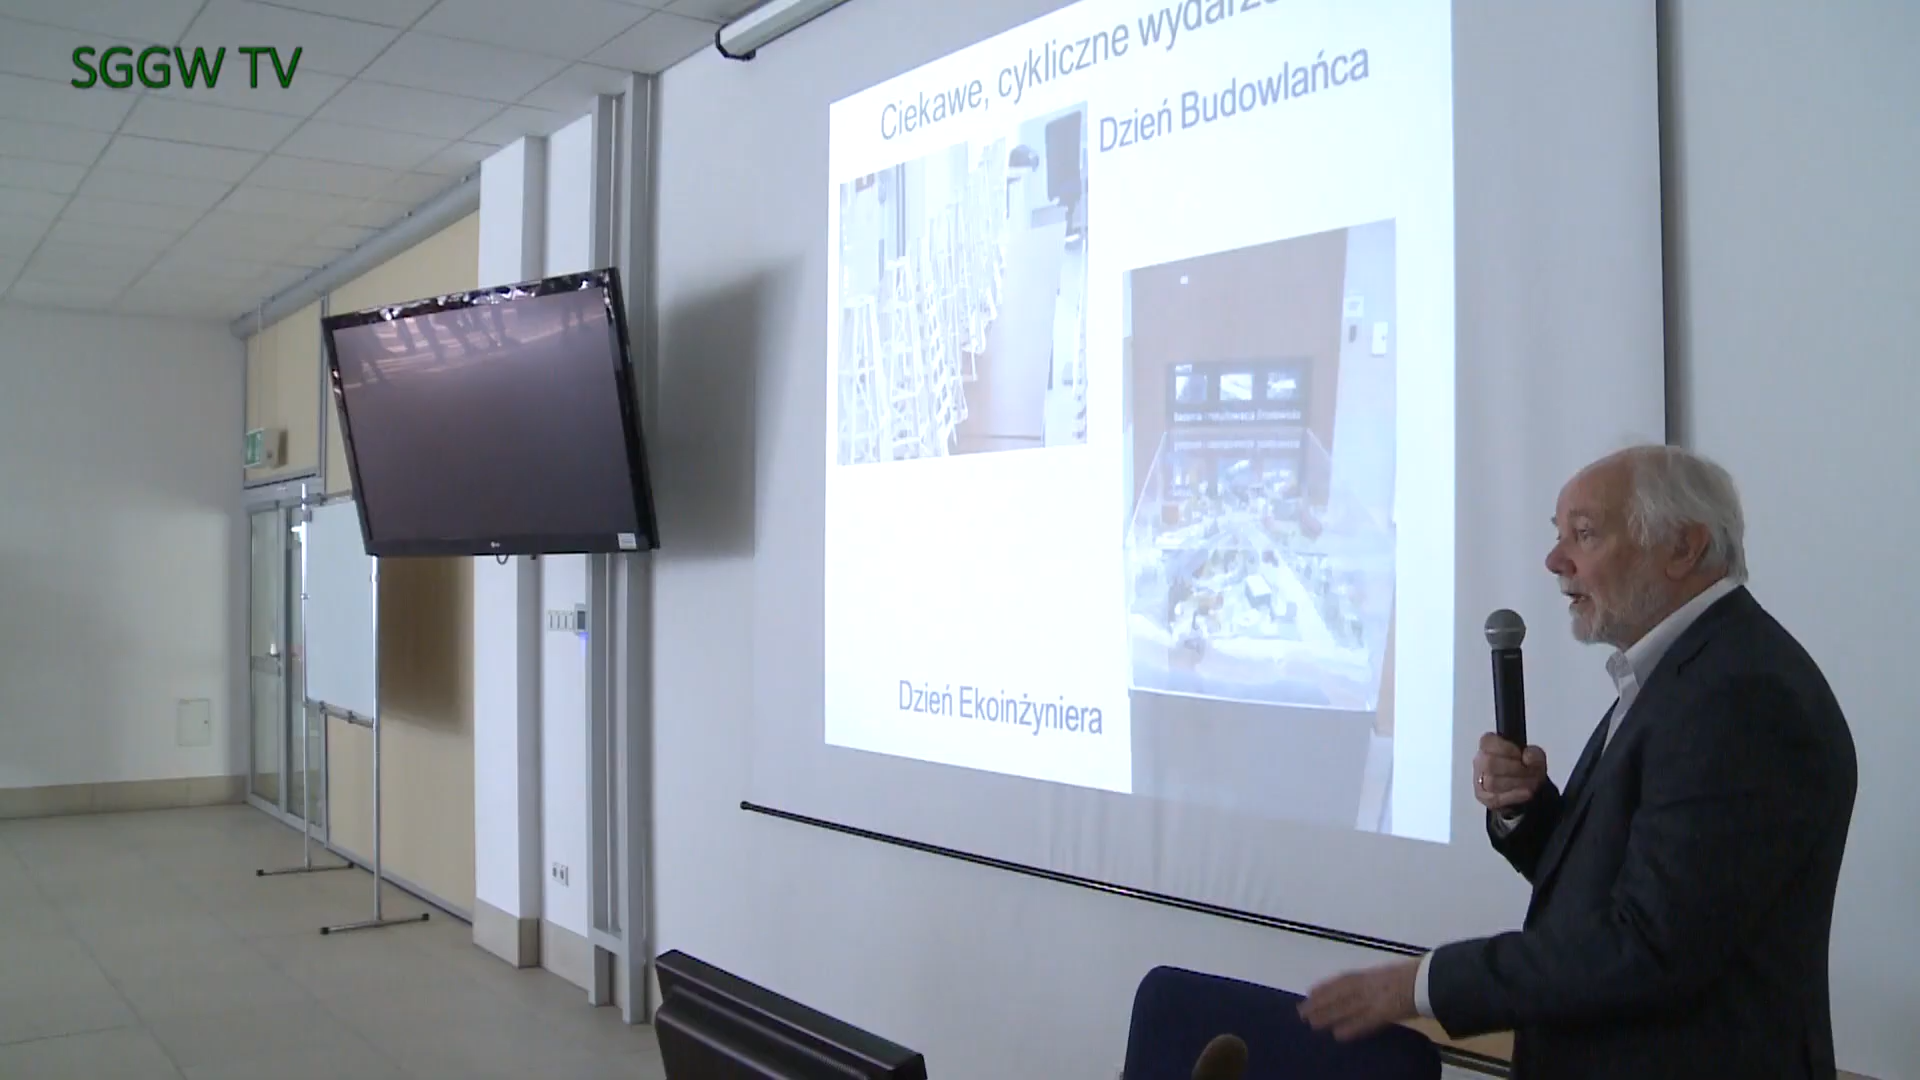 SGGW TV
Ciekawe, cykliczne
Dzień Budowlańca
Dzień Ekoinżyniera